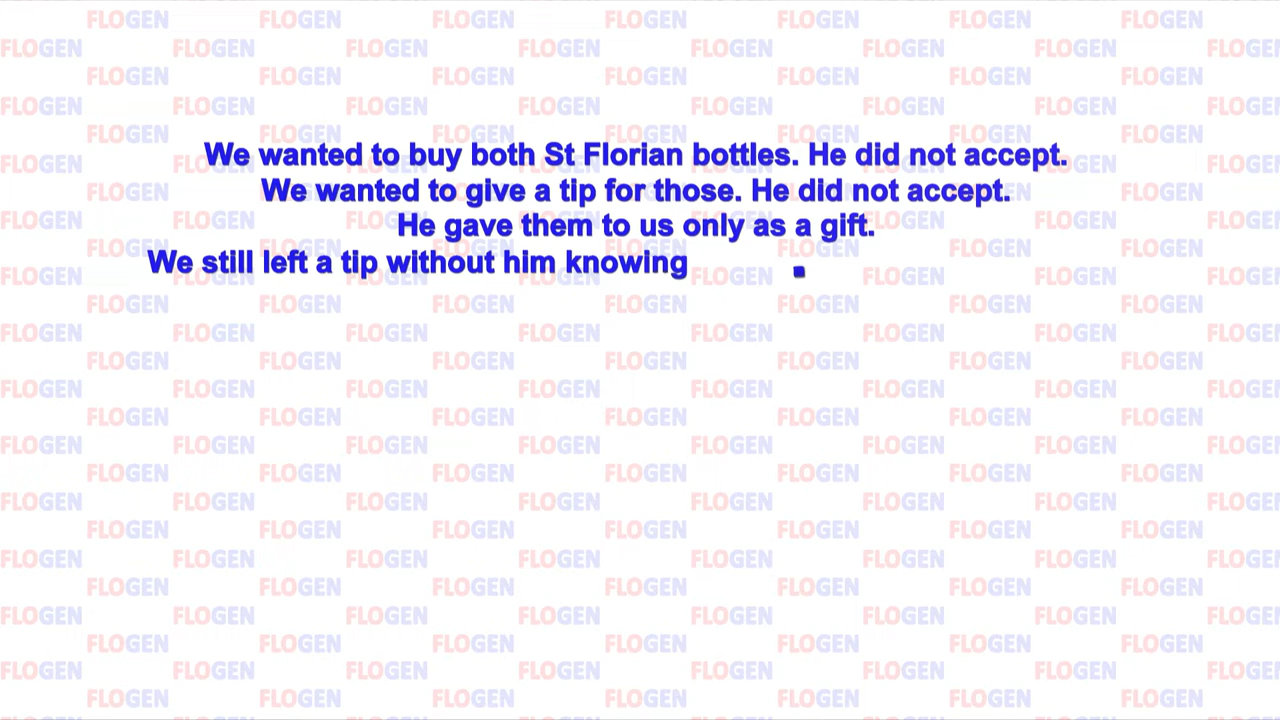 We wanted to buy both St Florian bottles. He did not accept.
We wanted to give a tip for those. He did not accept.
He gave them to us only as a gift.
We still left a tip without him knowing .
FLOGEN